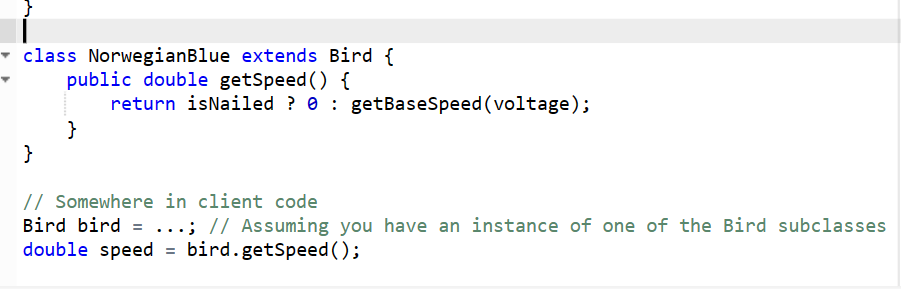 }
class NorwegianBlue extends Bird {
    public double getSpeed() {
        return isNailed ? 0 : getBaseSpeed(voltage);
    }
}
// Somewhere in client code
Bird bird = ...; // Assuming you have an instance of one of the Bird subclasses
double speed = bird.getSpeed();